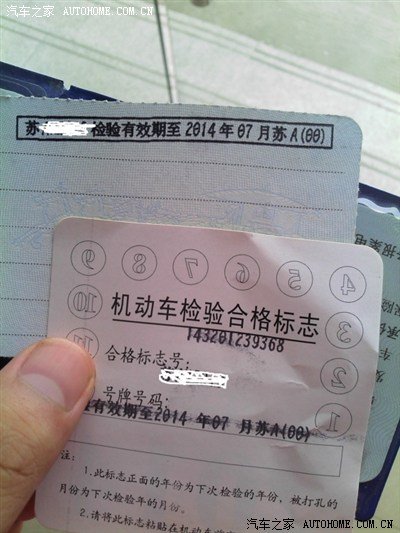 汽车之家 AUTOHOME.COM.CN
苏 检验有效期至 2014 年 07 月苏 A(00)
9 8 7 6 5 4
10 3
11 2
1
机动车检验合格标志
143201239368
合格标志号:
号牌号码:
有效期至2014 年07 月苏A(00)
注:
1.此标志正面的年份为下次检验的年份,被打孔的
月份为下次检验年的月份。
2.请将此标志粘贴在机动车
汽车之家 AUTOHOME.COM.CN